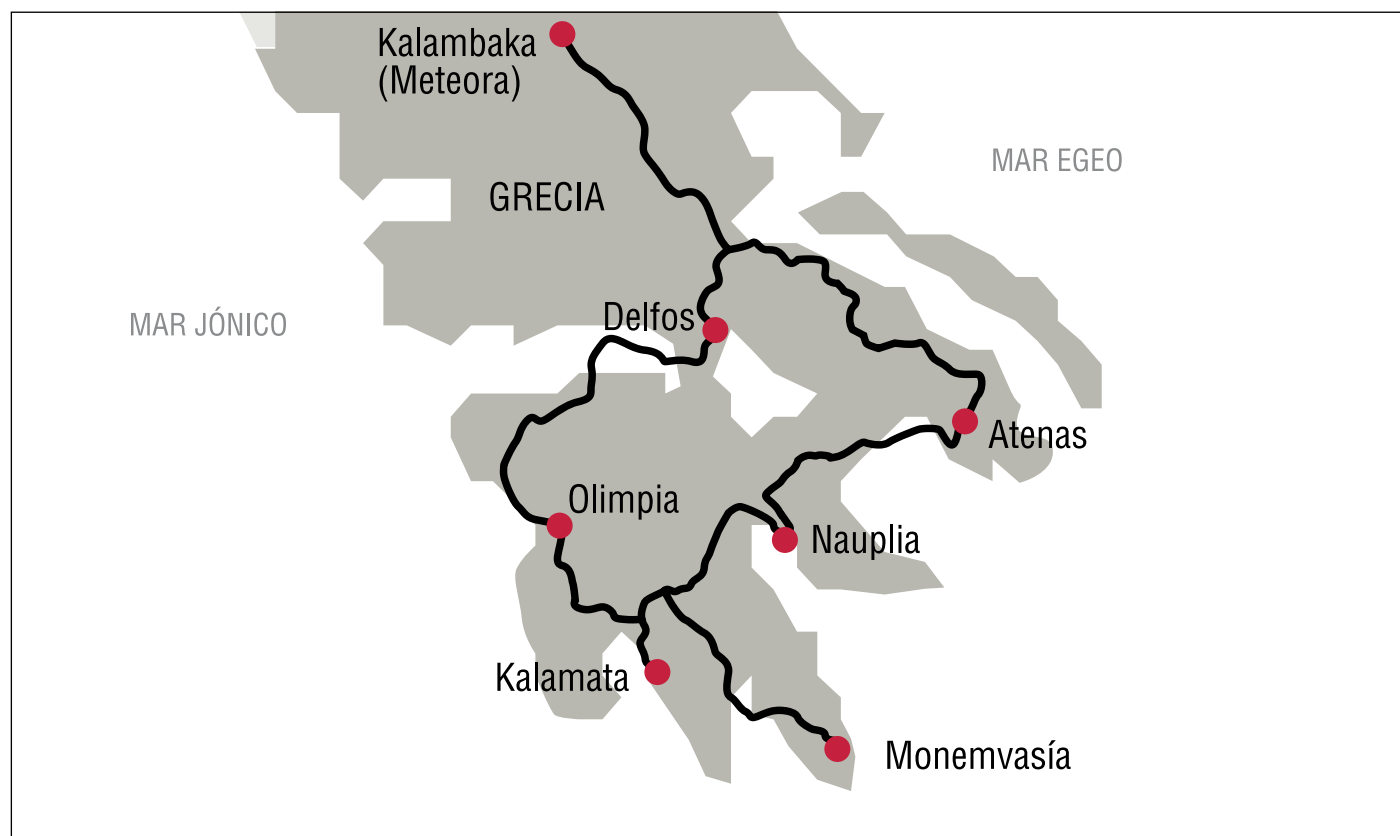 Kalambaka
(Meteora)
MAR EGEO
GRECIA
MAR JÓNICO
Delfos
Atenas
Olimpia
Nauplia
Kalamata
Monemvasía